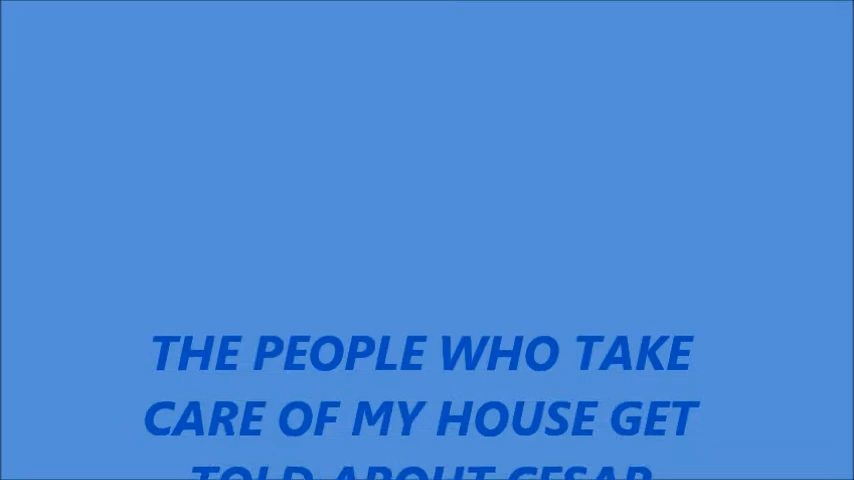 THE PEOPLE WHO TAKE
CARE OF MY HOUSE GET
TOLD ABOUT CESAR